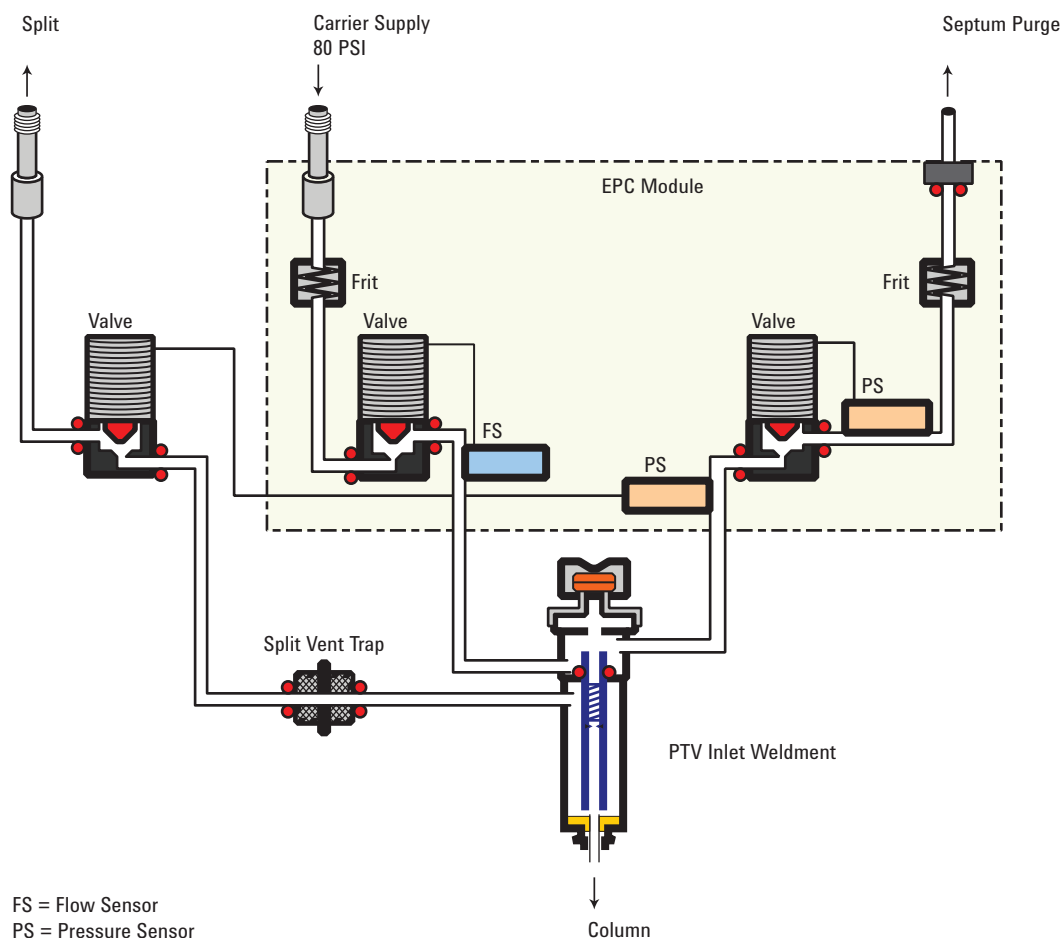 Split
Carrier Supply
80 PSI
Septum Purge
EPC Module
Frit
Frit
Valve
Valve
Valve
PS
FS
PS
Split Vent Trap
PTV Inlet Weldment
FS = Flow Sensor
PS = Pressure Sensor
Column